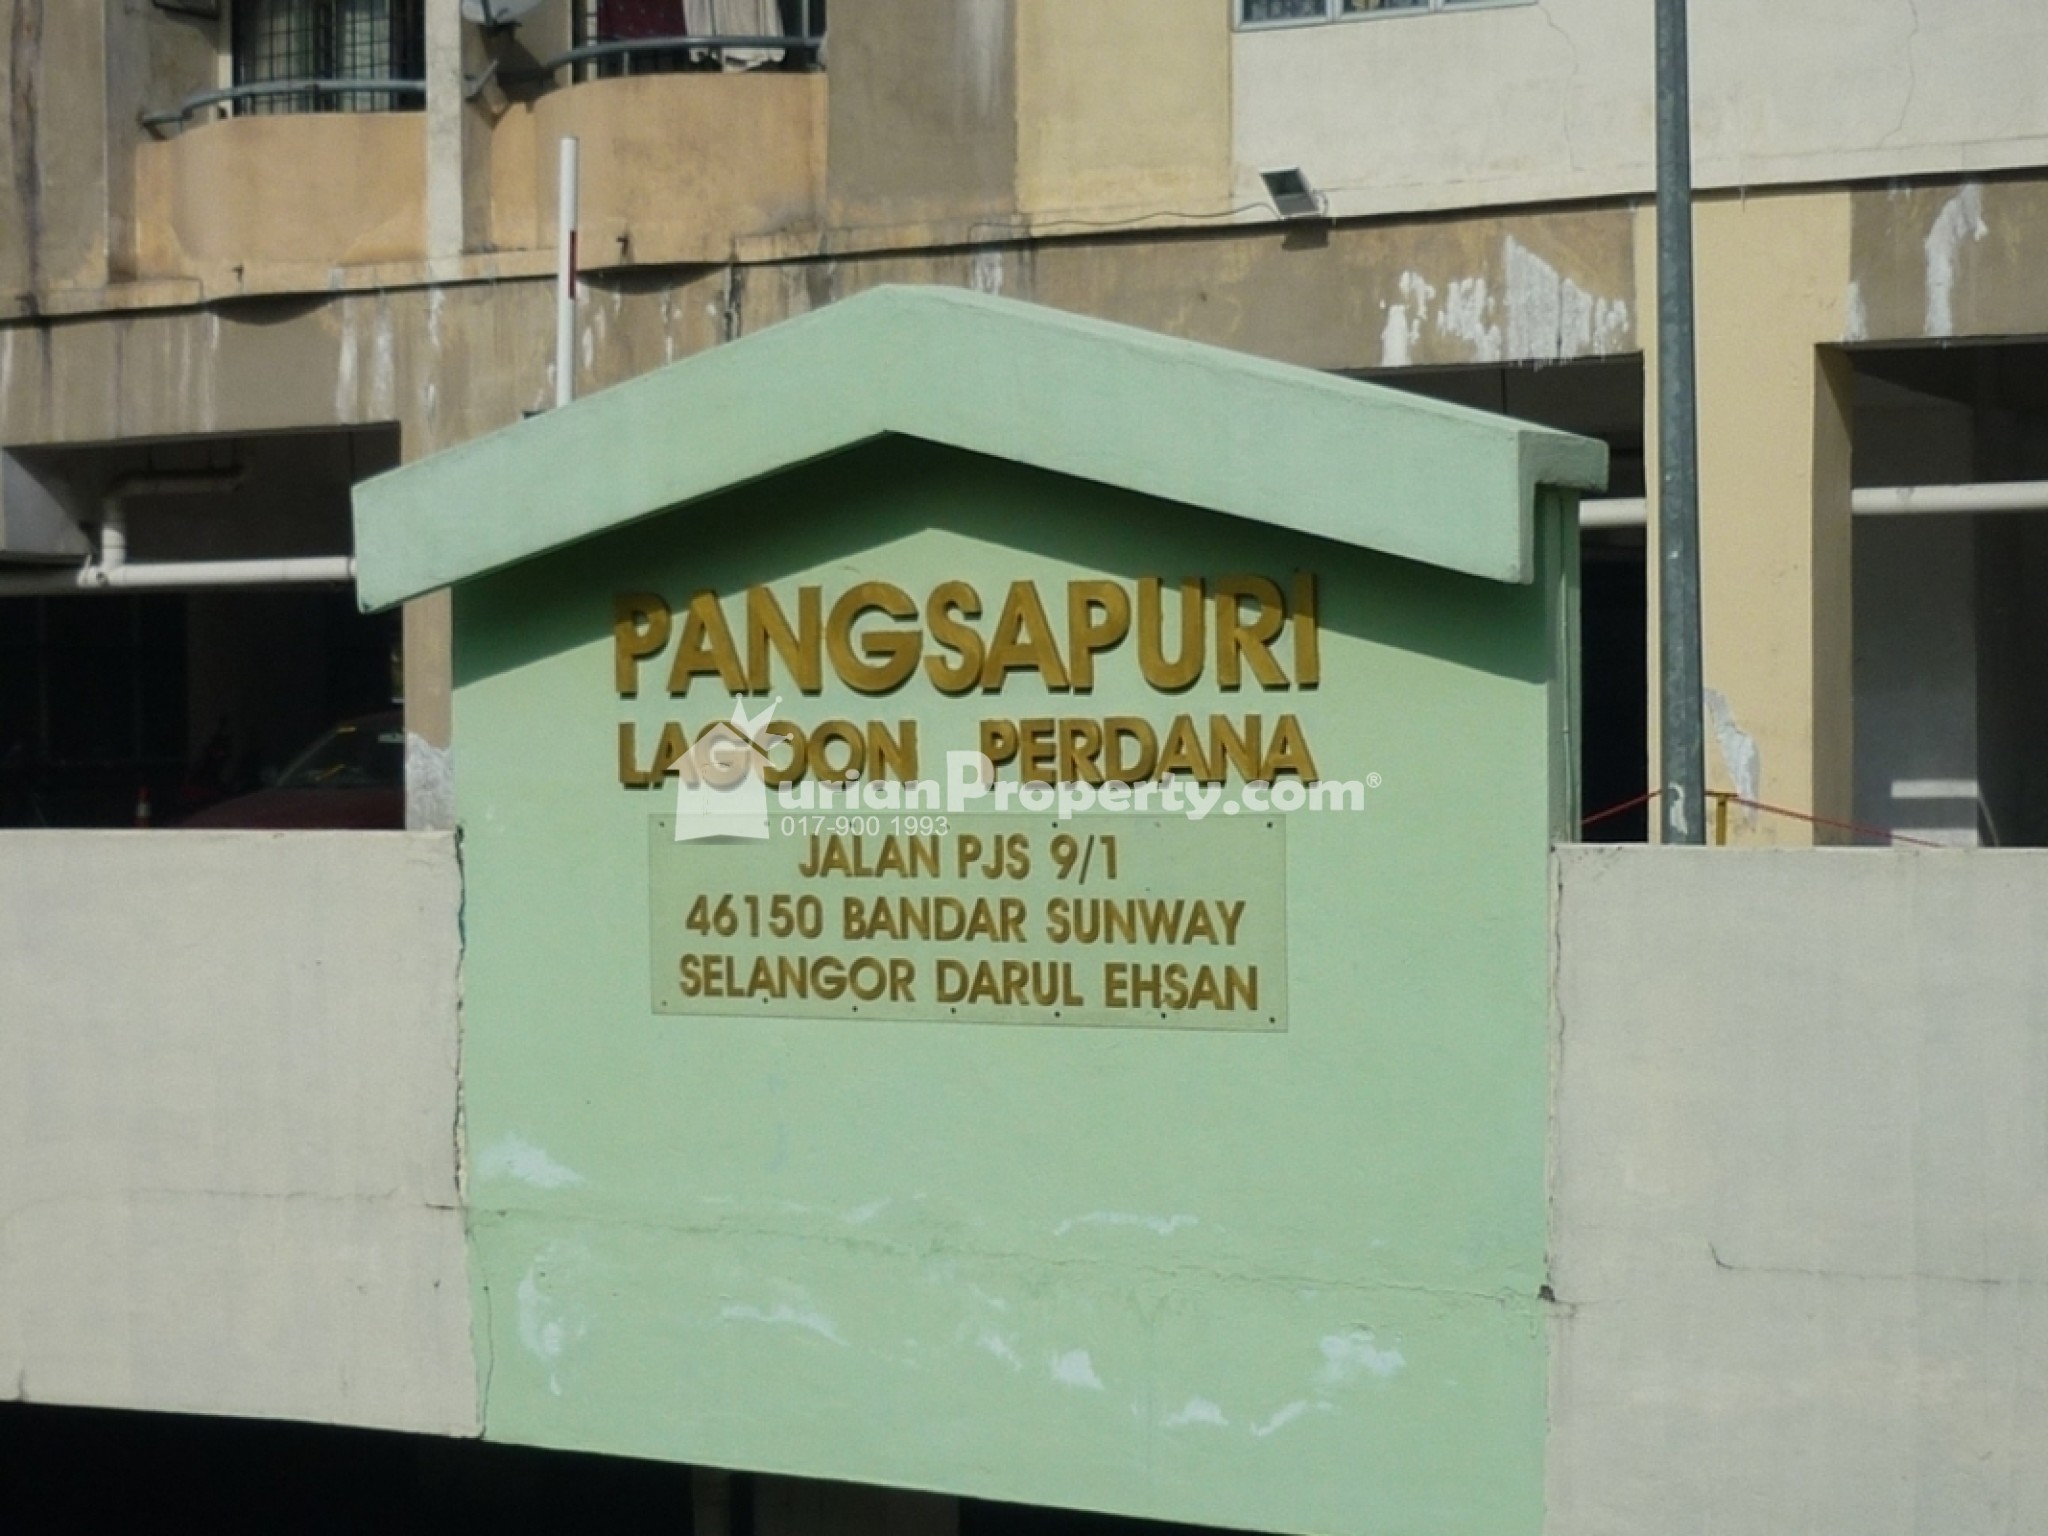 PANGSAPURI
LAGOON PERDANA
DurianProperty.com®
017-900 1993
JALAN PJS 9/1
46150 BANDAR SUNWAY
SELANGOR DARUL EHSAN